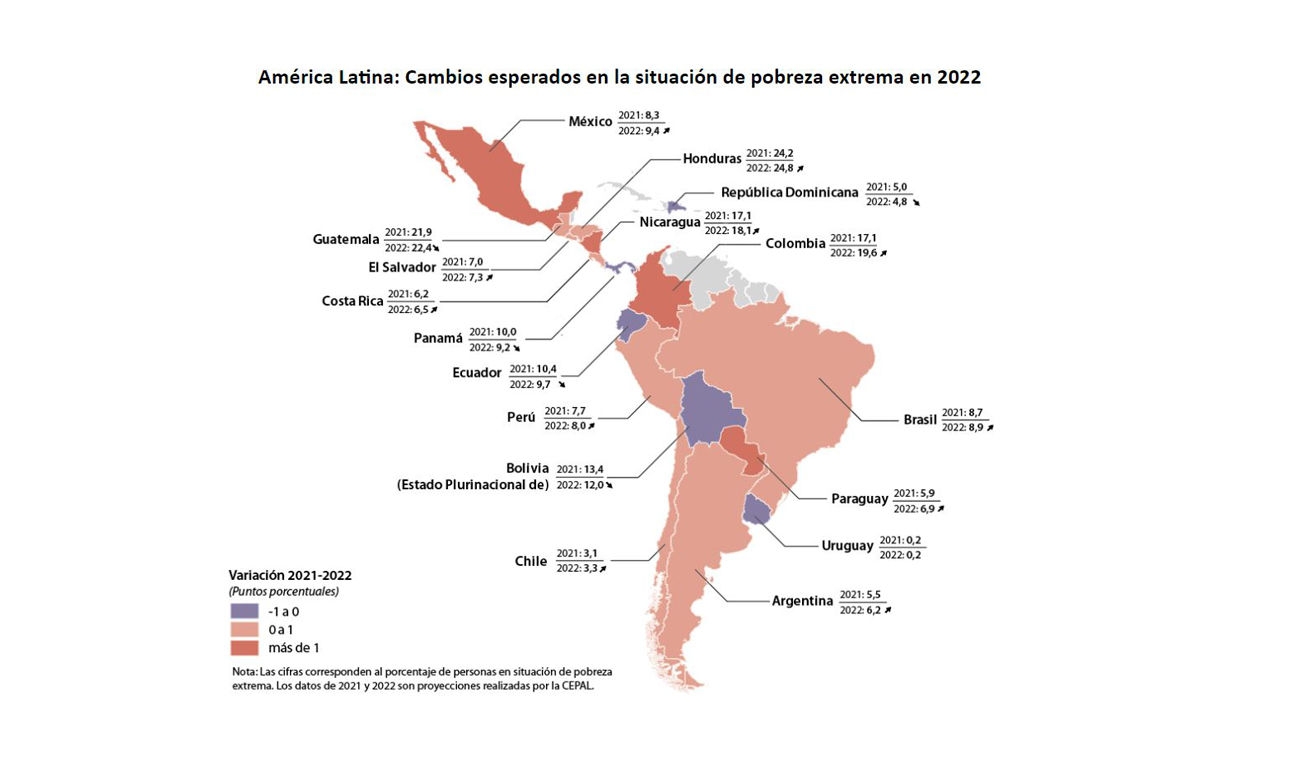 América Latina: Cambios esperados en la situación de pobreza extrema en 2022
México 2021: 8,3
2022: 9,4
Honduras 2021: 24,2
2022: 24,8
República Dominicana 2021: 5,0
2022: 4,8
Nicaragua 2021: 17,1
2022: 18,1
Guatemala 2021: 21,9
2022: 22,4
Colombia 2021: 17,1
2022: 19,6
El Salvador 2021: 7,0
2022: 7,3
Costa Rica 2021: 6,2
2022: 6,5
Panamá 2021: 10,0
2022: 9,2
Ecuador 2021: 10,4
2022: 9,7
Perú 2021: 7,7
2022: 8,0
Brasil 2021: 8,7
2022: 8,9
Bolivia 2021: 13,4
(Estado Plurinacional de) 2022: 12,0
Paraguay 2021: 5,9
2022: 6,9
Uruguay 2021: 0,2
2022: 0,2
Chile 2021: 3,1
2022: 3,3
Argentina 2021: 5,5
2022: 6,2
Variación 2021-2022
(Puntos porcentuales)
-1 a 0
0 a 1
más de 1
Nota: Las cifras corresponden al porcentaje de personas en situación de pobreza
extrema. Los datos de 2021 y 2022 son proyecciones realizadas por la CEPAL.